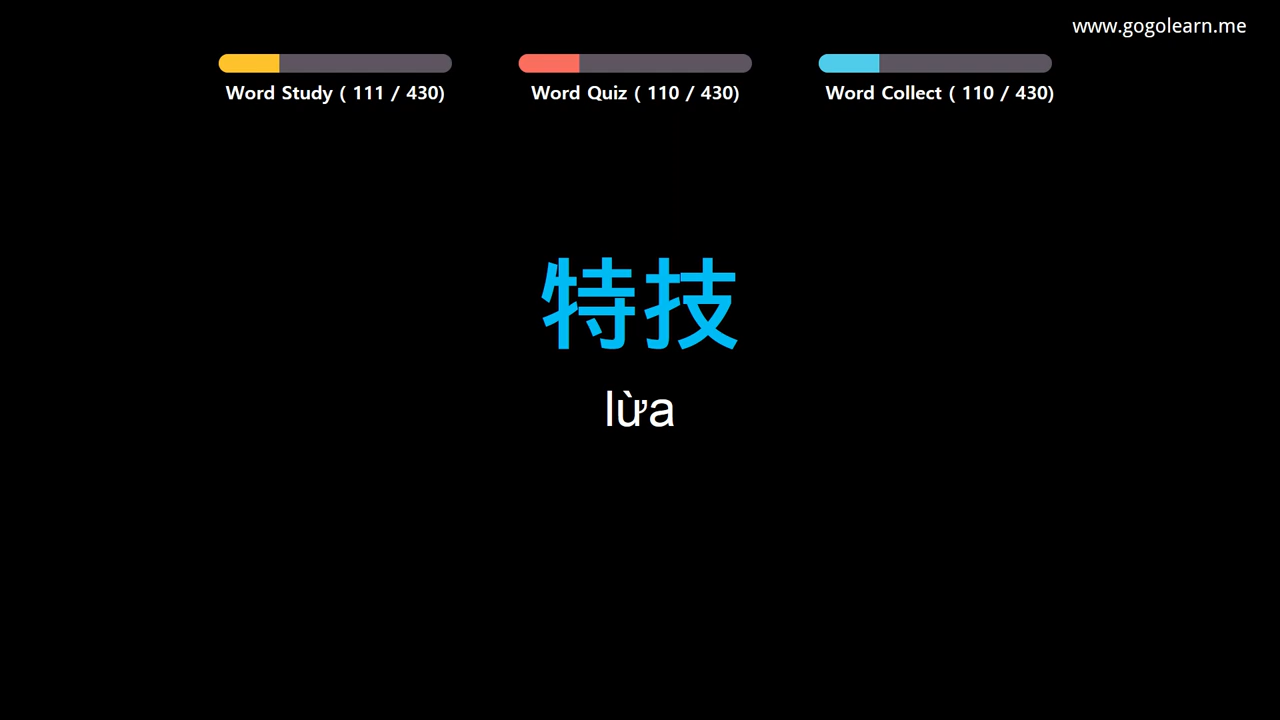 www.gogolearn.me
Word Study ( 111 / 430)
Word Quiz ( 110 / 430)
Word Collect ( 110 / 430)
特技
lừa